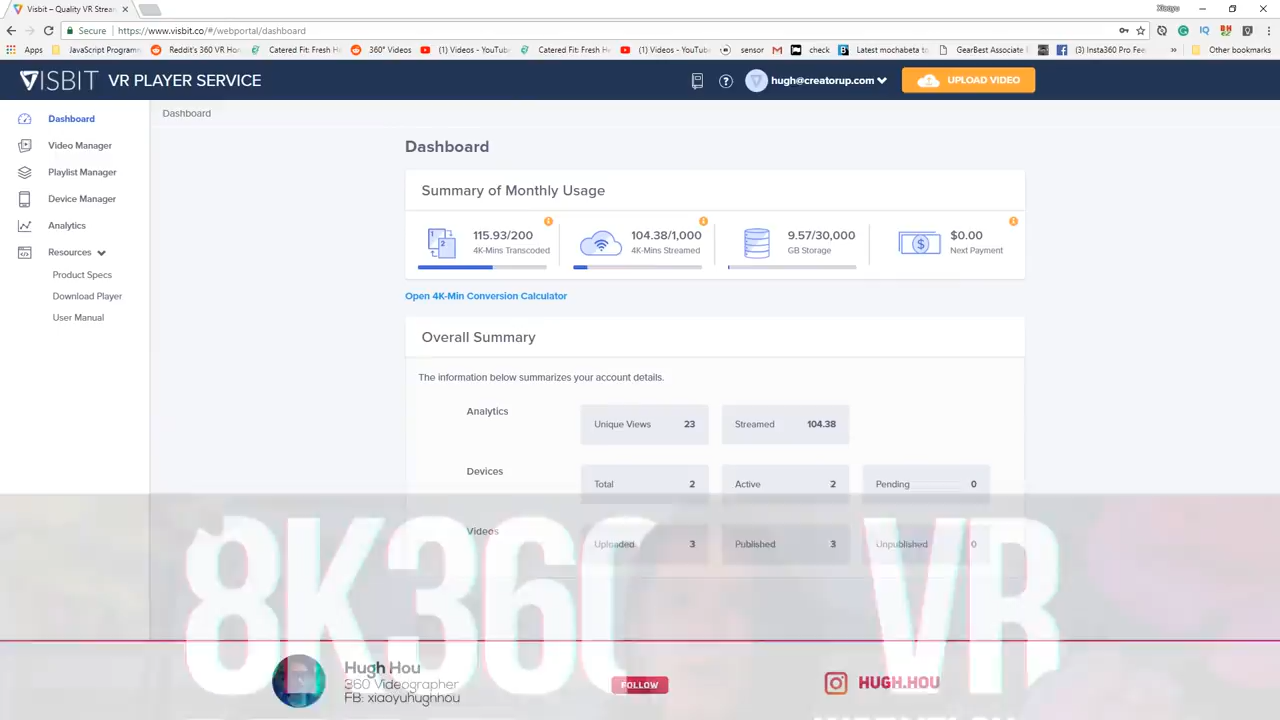 Visbit – Quality VR Strea
Xiaoyu
Secure
https://www.visbit.co/#/webportal/dashboard
Apps
JavaScript Program
Reddit's 360 VR Ho
Catered Fit: Fresh H
360° Videos
(1) Videos - YouTub
Catered Fit: Fresh H
(1) Videos - YouTub
sensor
check
Latest mochabeta t
GearBest Associate
(3) Insta360 Pro Fee
»
Other bookmarks
VISBIT VR PLAYER SERVICE
hugh@creatorup.com
UPLOAD VIDEO
Dashboard
Video Manager
Playlist Manager
Device Manager
Analytics
Resources
Product Specs
Download Player
User Manual
Dashboard
Dashboard
Summary of Monthly Usage
115.93/200
4K-Mins Transcoded
104.38/1,000
4K-Mins Streamed
9.57/30,000
GB Storage
$0.00
Next Payment
Open 4K-Min Conversion Calculator
Overall Summary
The information below summarizes your account details.
Analytics
Unique Views 23
Streamed 104.38
Devices
Total 2
Active 2
Pending 0
Videos
Uploaded 3
Published 3
Unpublished 0
8K360 VR
Hugh Hou
360 Videographer
FB: xiaoyuhughhou
FOLLOW
HUGH.HOU